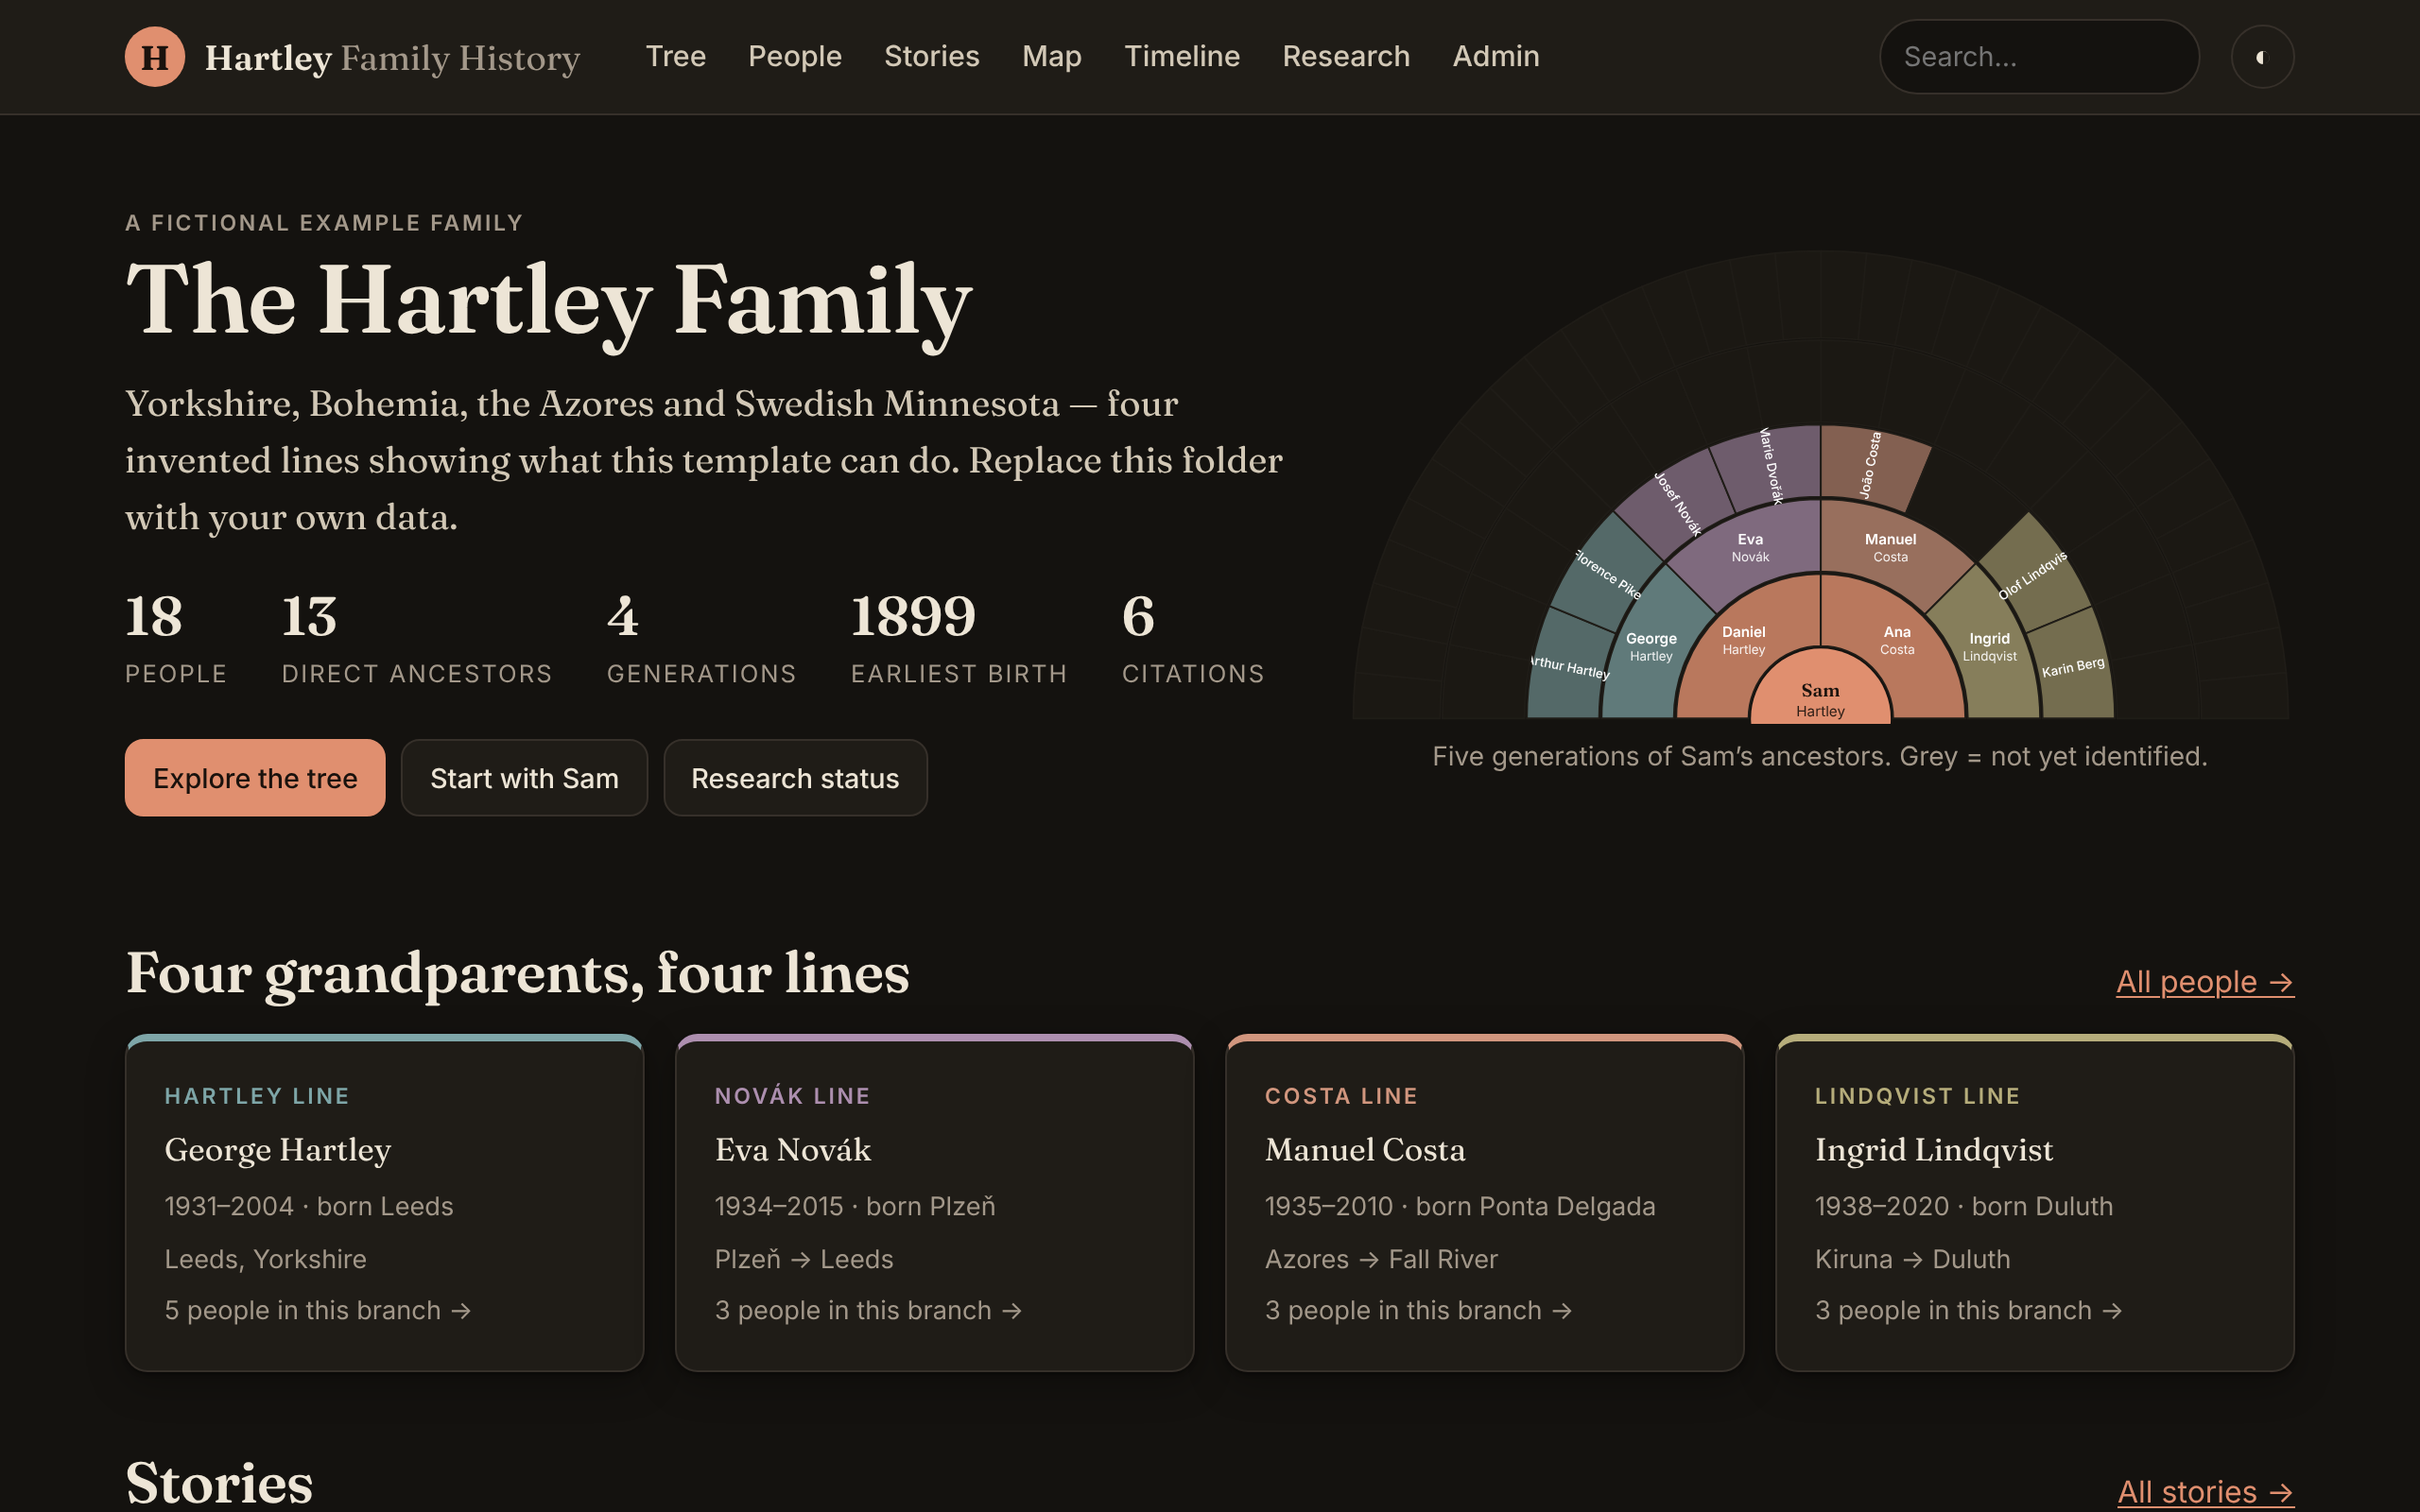 H Hartley Family History Tree People Stories Map Timeline Research Admin Search...
A FICTIONAL EXAMPLE FAMILY
The Hartley Family
Yorkshire, Bohemia, the Azores and Swedish Minnesota — four
invented lines showing what this template can do. Replace this folder
with your own data.
18 13 4 1899 6
PEOPLE DIRECT ANCESTORS GENERATIONS EARLIEST BIRTH CITATIONS
Explore the tree Start with Sam Research status
Arthur Hartley
Florence Pike
Josef Novák
Marie Dvořák
João Costa
Olof Lindqvis
Karin Berg
George
Hartley
Eva
Novák
Manuel
Costa
Ingrid
Lindqvist
Daniel
Hartley
Ana
Costa
Sam
Hartley
Five generations of Sam’s ancestors. Grey = not yet identified.
Four grandparents, four lines
All people →
HARTLEY LINE
George Hartley
1931–2004 · born Leeds
Leeds, Yorkshire
5 people in this branch →
NOVÁK LINE
Eva Novák
1934–2015 · born Plzeň
Plzeň → Leeds
3 people in this branch →
COSTA LINE
Manuel Costa
1935–2010 · born Ponta Delgada
Azores → Fall River
3 people in this branch →
LINDQVIST LINE
Ingrid Lindqvist
1938–2020 · born Duluth
Kiruna → Duluth
3 people in this branch →
Stories
All stories →